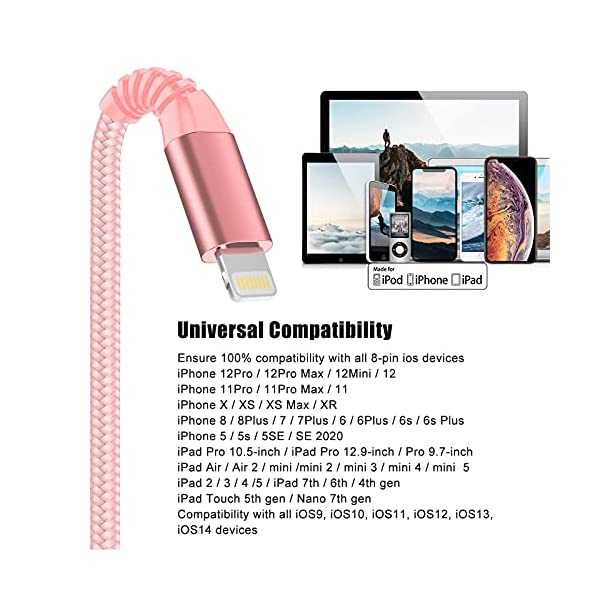 Made for
iPod iPhone iPad
Universal Compatibility
Ensure 100% compatibility with all 8-pin ios devices
iPhone 12Pro / 12Pro Max / 12Mini / 12
iPhone 11Pro / 11Pro Max / 11
iPhone X / XS / XS Max / XR
iPhone 8 / 8Plus / 7 / 7Plus / 6 / 6Plus / 6s / 6s Plus
iPhone 5 / 5s / 5SE / SE 2020
iPad Pro 10.5-inch / iPad Pro 12.9-inch / Pro 9.7-inch
iPad Air / Air 2 / mini /mini 2 / mini 3 / mini 4 / mini 5
iPad 2 / 3 / 4 /5 / iPad 7th / 6th / 4th gen
iPad Touch 5th gen / Nano 7th gen
Compatibility with all iOS9, iOS10, iOS11, iOS12, iOS13,
iOS14 devices